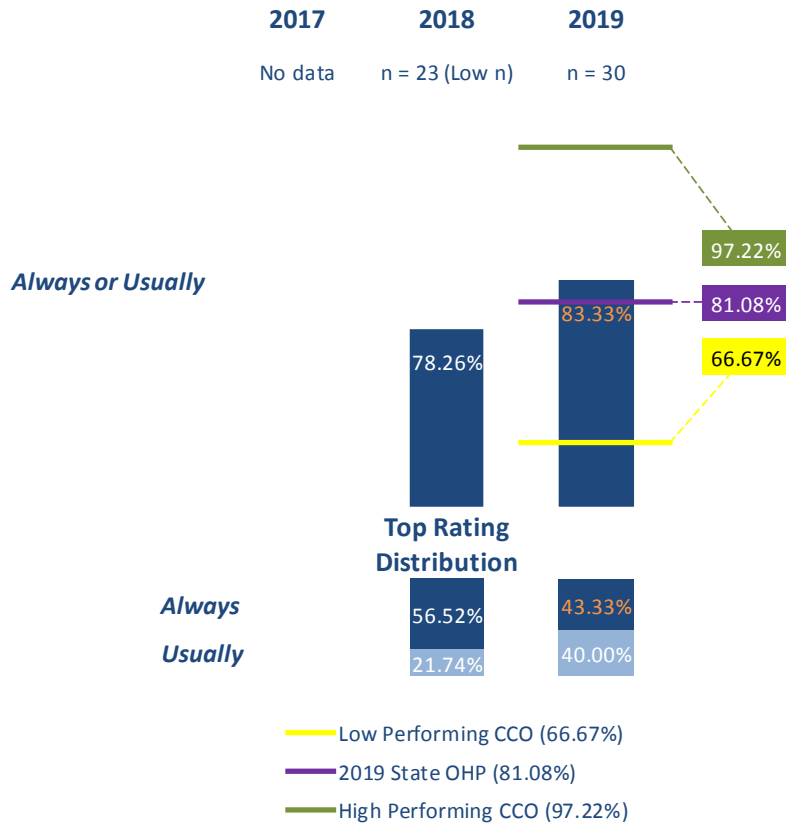 2017 2018 2019
No data n = 23 (Low n) n = 30
97.22%
Always or Usually
81.08%
83.33%
66.67%
78.26%
Top Rating
Distribution
Always
56.52% 43.33%
Usually
21.74% 40.00%
Low Performing CCO (66.67%)
2019 State OHP (81.08%)
High Performing CCO (97.22%)